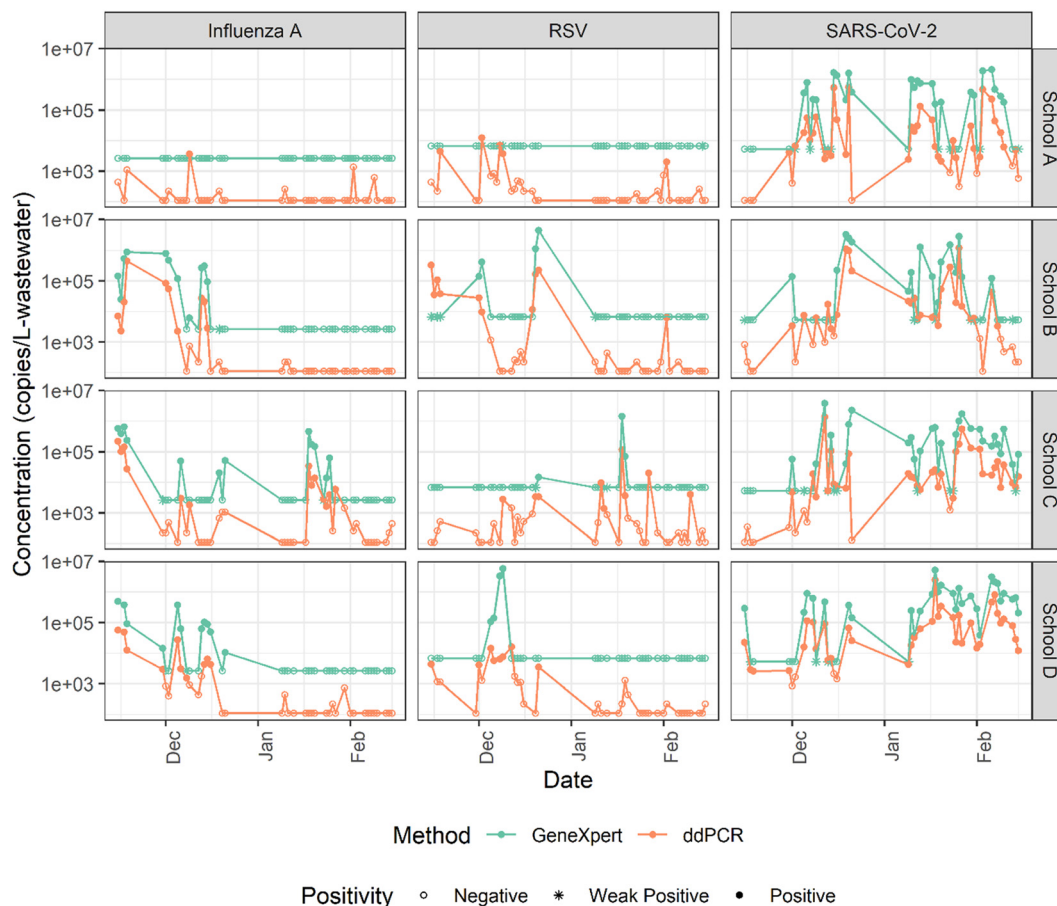 Influenza A RSV SARS-CoV-2
Concentration (copies/L-wastewater)
1e+07
1e+05
1e+03
School A
1e+07
1e+05
1e+03
School B
1e+07
1e+05
1e+03
School C
1e+07
1e+05
1e+03
School D
Dec Jan Feb Dec Jan Feb Dec Jan Feb
Date
Method GeneXpert ddPCR
Positivity Negative Weak Positive Positive